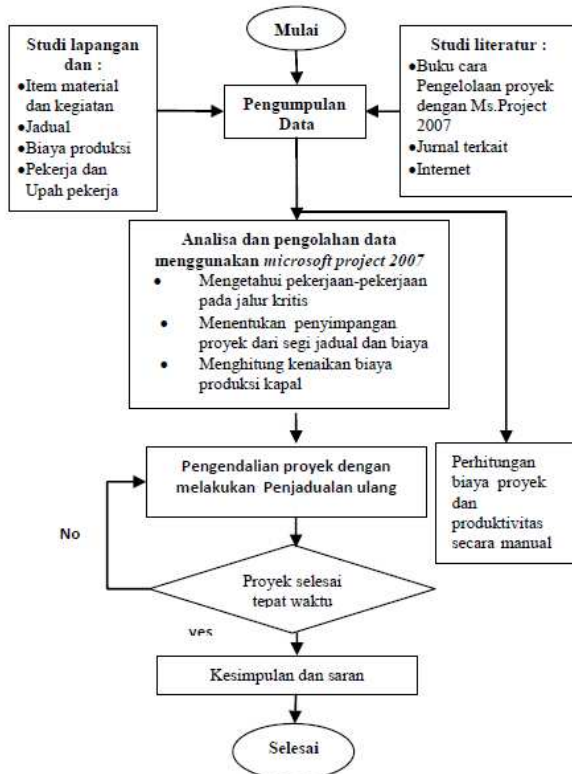 Mulai
Studi lapangan
dan :
•Item material
dan kegiatan
•Jadual
•Biaya produksi
•Pekerja dan
Upah pekerja
Pengumpulan
Data
Studi literatur :
•Buku cara
Pengelolaan proyek
dengan Ms.Project
2007
•Jurnal terkait
•Internet
Analisa dan pengolahan data
menggunakan microsoft project 2007
• Mengetahui pekerjaan-pekerjaan
pada jalur kritis
• Menentukan penyimpangan
proyek dari segi jadual dan biaya
• Menghitung kenaikan biaya
produksi kapal
Pengendalian proyek dengan
melakukan Penjadualan ulang
Perhitungan
biaya proyek
dan
produktivitas
secara manual
No
Proyek selesai
tepat waktu
yes
Kesimpulan dan saran
Selesai